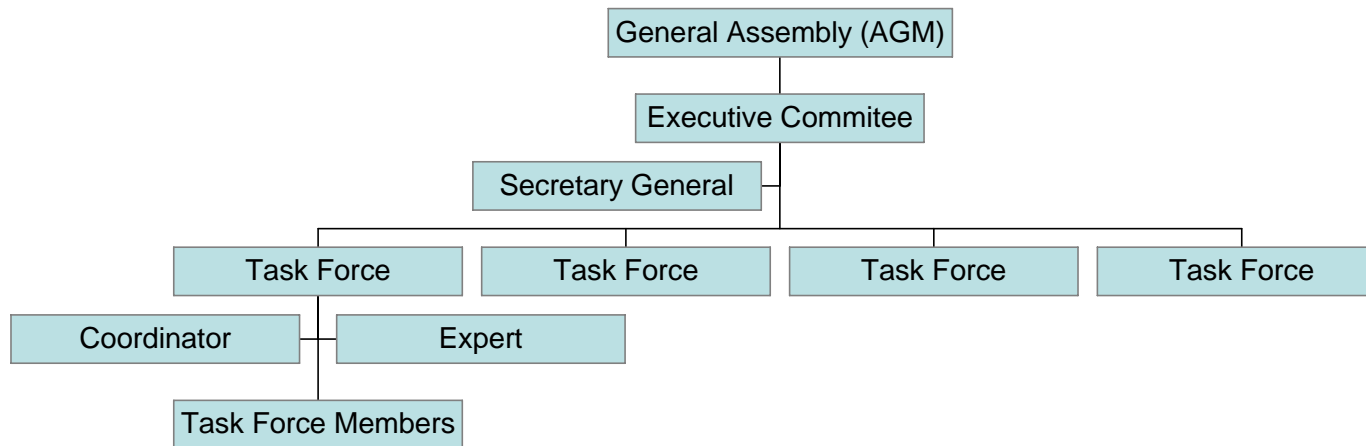 General Assembly (AGM)
Executive Commitee
Secretary General
Task Force
Task Force
Task Force
Task Force
Coordinator
Expert
Task Force Members